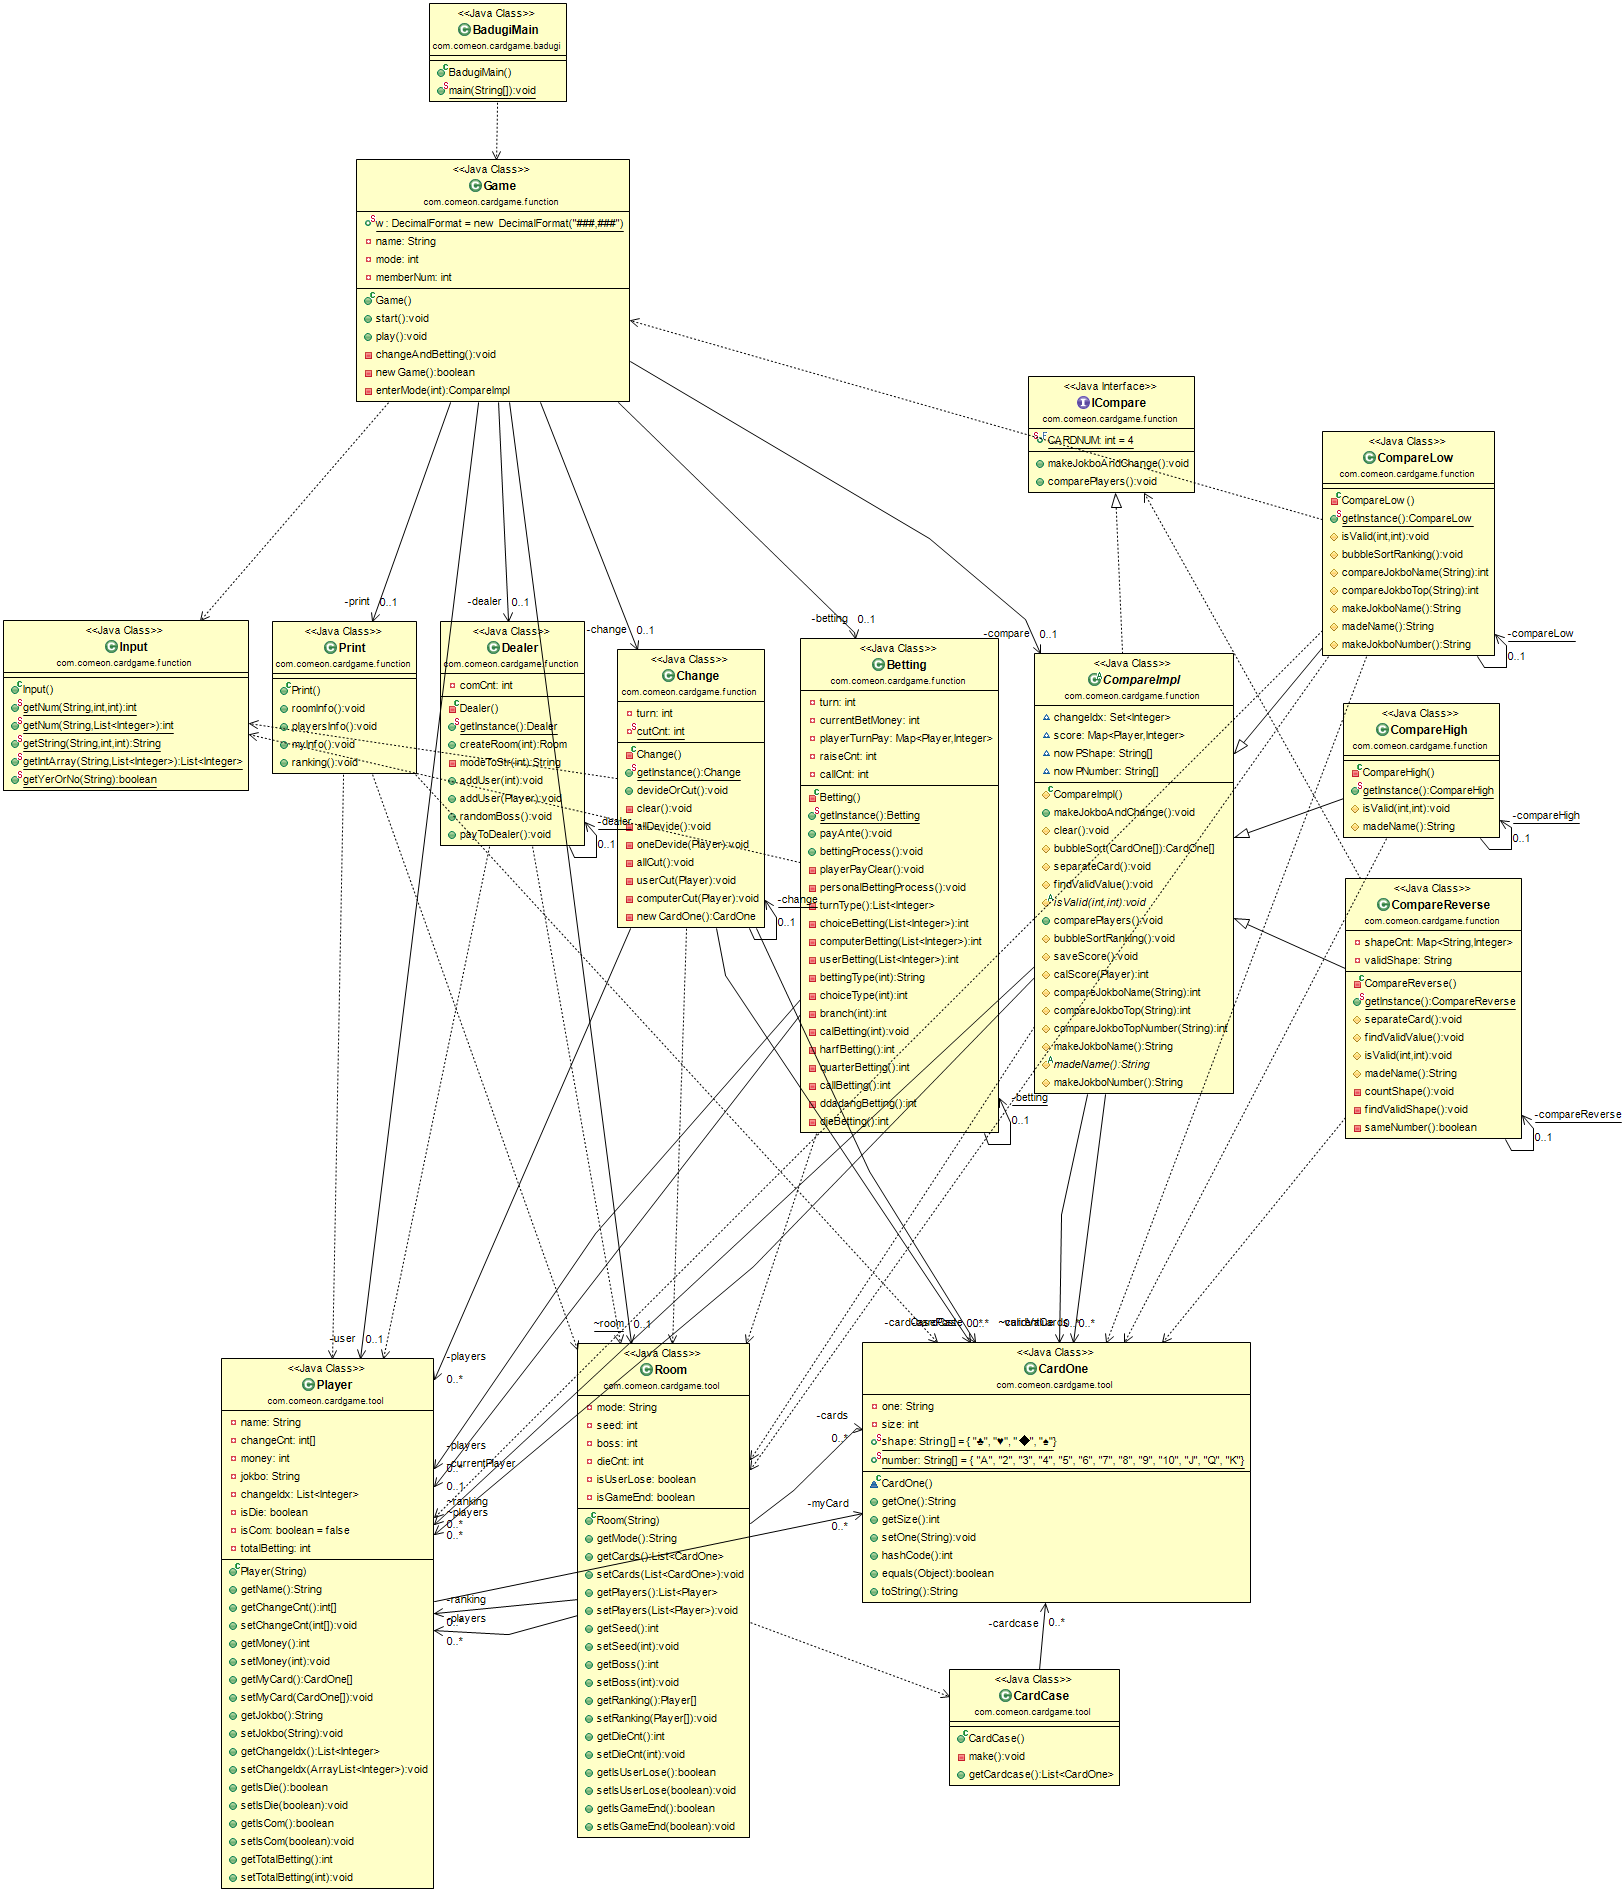 <<Java Class>>
BadugiMain
com.comeon.cardgame.badugi
BadugiMain()
main(String[]):void
<<Java Class>>
Game
com.comeon.cardgame.function
w : DecimalFormat = new DecimalFormat("###,###")
name: String
mode: int
memberNum: int
Game()
start():void
play():void
changeAndBetting():void
newGame():boolean
enterMode(int):CompareImpl
<<Java Interface>>
ICompare
com.comeon.cardgame.function
CARDNUM: int = 4
makeJokboAndChange():void
comparePlayers():void
<<Java Class>>
CompareLow
com.comeon.cardgame.function
CompareLow()
getInstance():CompareLow
isValid(int,int):void
bubbleSortRanking():void
compareJokboName(String):int
compareJokboTop(String):int
makeJokboName():String
madeName():String
makeJokboNumber():String
-compareLow
0..1
-print 0..1
-dealer 0..1
-change 0..1
-betting 0..1
-compare 0..1
<<Java Class>>
Input
com.comeon.cardgame.function
Input()
getNum(String,int,int):int
getNum(String,List<Integer>):int
getString(String,int,int):String
getIntArray(String,List<Integer>):List<Integer>
getYerOrNo(String):boolean
<<Java Class>>
Print
com.comeon.cardgame.function
Print()
roomInfo():void
playersInfo():void
myInfo():void
ranking():void
<<Java Class>>
Dealer
com.comeon.cardgame.function
comCnt: int
Dealer()
getInstance():Dealer
createRoom(int):Room
modeToStr(int):String
addUser(int):void
addUser(Player):void
randomBoss():void
payToDealer():void
-dealer
0..1
<<Java Class>>
Change
com.comeon.cardgame.function
turn: int
cutCnt: int
Change()
getInstance():Change
devideOrCut():void
clear():void
allDevide():void
oneDevide(Player):void
allCut():void
userCut(Player):void
computerCut(Player):void
newCardOne():CardOne
-change
0..1
<<Java Class>>
Betting
com.comeon.cardgame.function
turn: int
currentBetMoney: int
playerTurnPay: Map<Player,Integer>
raiseCnt: int
callCnt: int
Betting()
getInstance():Betting
payAnte():void
bettingProcess():void
playerPayClear():void
personalBettingProcess():void
turnType():List<Integer>
choiceBetting(List<Integer>):int
computerBetting(List<Integer>):int
userBetting(List<Integer>):int
bettingType(int):String
choiceType(int):int
branch(int):int
calBetting(int):void
harfBetting():int
quarterBetting():int
callBetting():int
ddadangBetting():int
dieBetting():int
-betting
0..1
<<Java Class>>
CompareImpl
com.comeon.cardgame.function
changeIdx: Set<Integer>
score: Map<Player,Integer>
nowPShape: String[]
nowPNumber: String[]
CompareImpl()
makeJokboAndChange():void
clear():void
bubbleSort(CardOne[]):CardOne[]
separateCard():void
findValidValue():void
isValid(int,int):void
comparePlayers():void
bubbleSortRanking():void
saveScore():void
calScore(Player):int
compareJokboName(String):int
compareJokboTop(String):int
compareJokboTopNumber(String):int
makeJokboName():String
madeName():String
makeJokboNumber():String
<<Java Class>>
CompareHigh
com.comeon.cardgame.function
CompareHigh()
getInstance():CompareHigh
isValid(int,int):void
madeName():String
-compareHigh
0..1
<<Java Class>>
CompareReverse
com.comeon.cardgame.function
shapeCnt: Map<String,Integer>
validShape: String
CompareReverse()
getInstance():CompareReverse
separateCard():void
findValidValue():void
isValid(int,int):void
madeName():String
countShape():void
findValidShape():void
sameNumber():boolean
-compareReverse
0..1
-user 0..1
~room 0..1
<<Java Class>>
Player
com.comeon.cardgame.tool
name: String
changeCnt: int[]
money: int
jokbo: String
changeIdx: List<Integer>
isDie: boolean
isCom: boolean = false
totalBetting: int
Player(String)
getName():String
getChangeCnt():int[]
setChangeCnt(int[]):void
getMoney():int
setMoney(int):void
getMyCard():CardOne[]
setMyCard(CardOne[]):void
getJokbo():String
setJokbo(String):void
getChangeIdx():List<Integer>
setChangeIdx(ArrayList<Integer>):void
getIsDie():boolean
setIsDie(boolean):void
getIsCom():boolean
setIsCom(boolean):void
getTotalBetting():int
setTotalBetting(int):void
-players
0..*
-players
-currentPlayer
0..1
~ranking
~players
0..*
0..*
-ranking
-players
0..*
<<Java Class>>
Room
com.comeon.cardgame.tool
mode: String
seed: int
boss: int
dieCnt: int
isUserLose: boolean
isGameEnd: boolean
Room(String)
getMode():String
getCards():List<CardOne>
setCards(List<CardOne>):void
getPlayers():List<Player>
setPlayers(List<Player>):void
getSeed():int
setSeed(int):void
getBoss():int
setBoss(int):void
getRanking():Player[]
setRanking(Player[]):void
getDieCnt():int
setDieCnt(int):void
getIsUserLose():boolean
setIsUserLose(boolean):void
getIsGameEnd():boolean
setIsGameEnd(boolean):void
-cards
0..*
-myCard
0..*
<<Java Class>>
CardOne
com.comeon.cardgame.tool
one: String
size: int
shape: String[] = { "♣", "♥", "◆", "♠"}
number: String[] = { "A", "2", "3", "4", "5", "6", "7", "8", "9", "10", "J", "Q", "K"}
CardOne()
getOne():String
getSize():int
setOne(String):void
hashCode():int
equals(Object):boolean
toString():String
-cardcase 0..*
<<Java Class>>
CardCase
com.comeon.cardgame.tool
CardCase()
make():void
getCardcase():List<CardOne>